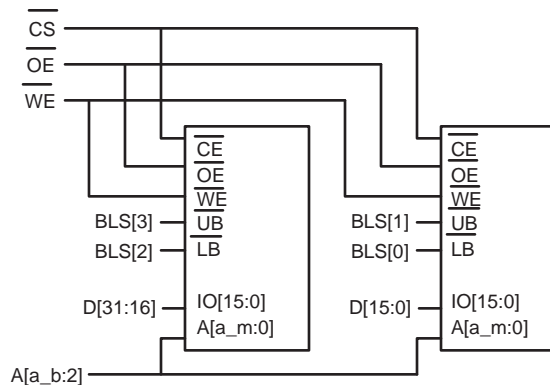 CS
OE
WE
CE
OE
WE
UB
LB
BLS[3]
BLS[2]
D[31:16]
IO[15:0]
A[a_m:0]
CE
OE
WE
UB
LB
BLS[1]
BLS[0]
D[15:0]
IO[15:0]
A[a_m:0]
A[a_b:2]